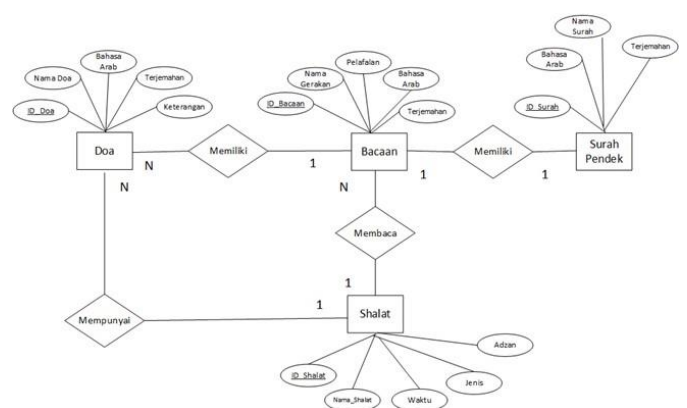 Nama
Surah
Bahasa
Arab
Terjemahan
ID_Surah
Bahasa
Arab
Nama Doa
Terjemahan
ID_Doa
Keterangan
Pelafalan
Nama
Gerakan
Bahasa
Arab
ID_Bacaan
Terjemahan
Doa
N
Memiliki
1
Bacaan
1
Memiliki
1
Surah
Pendek
N
N
Membaca
1
Mempunyai
1
Shalat
Adzan
ID_Shalat
Jenis
Nama_Shalat
Waktu